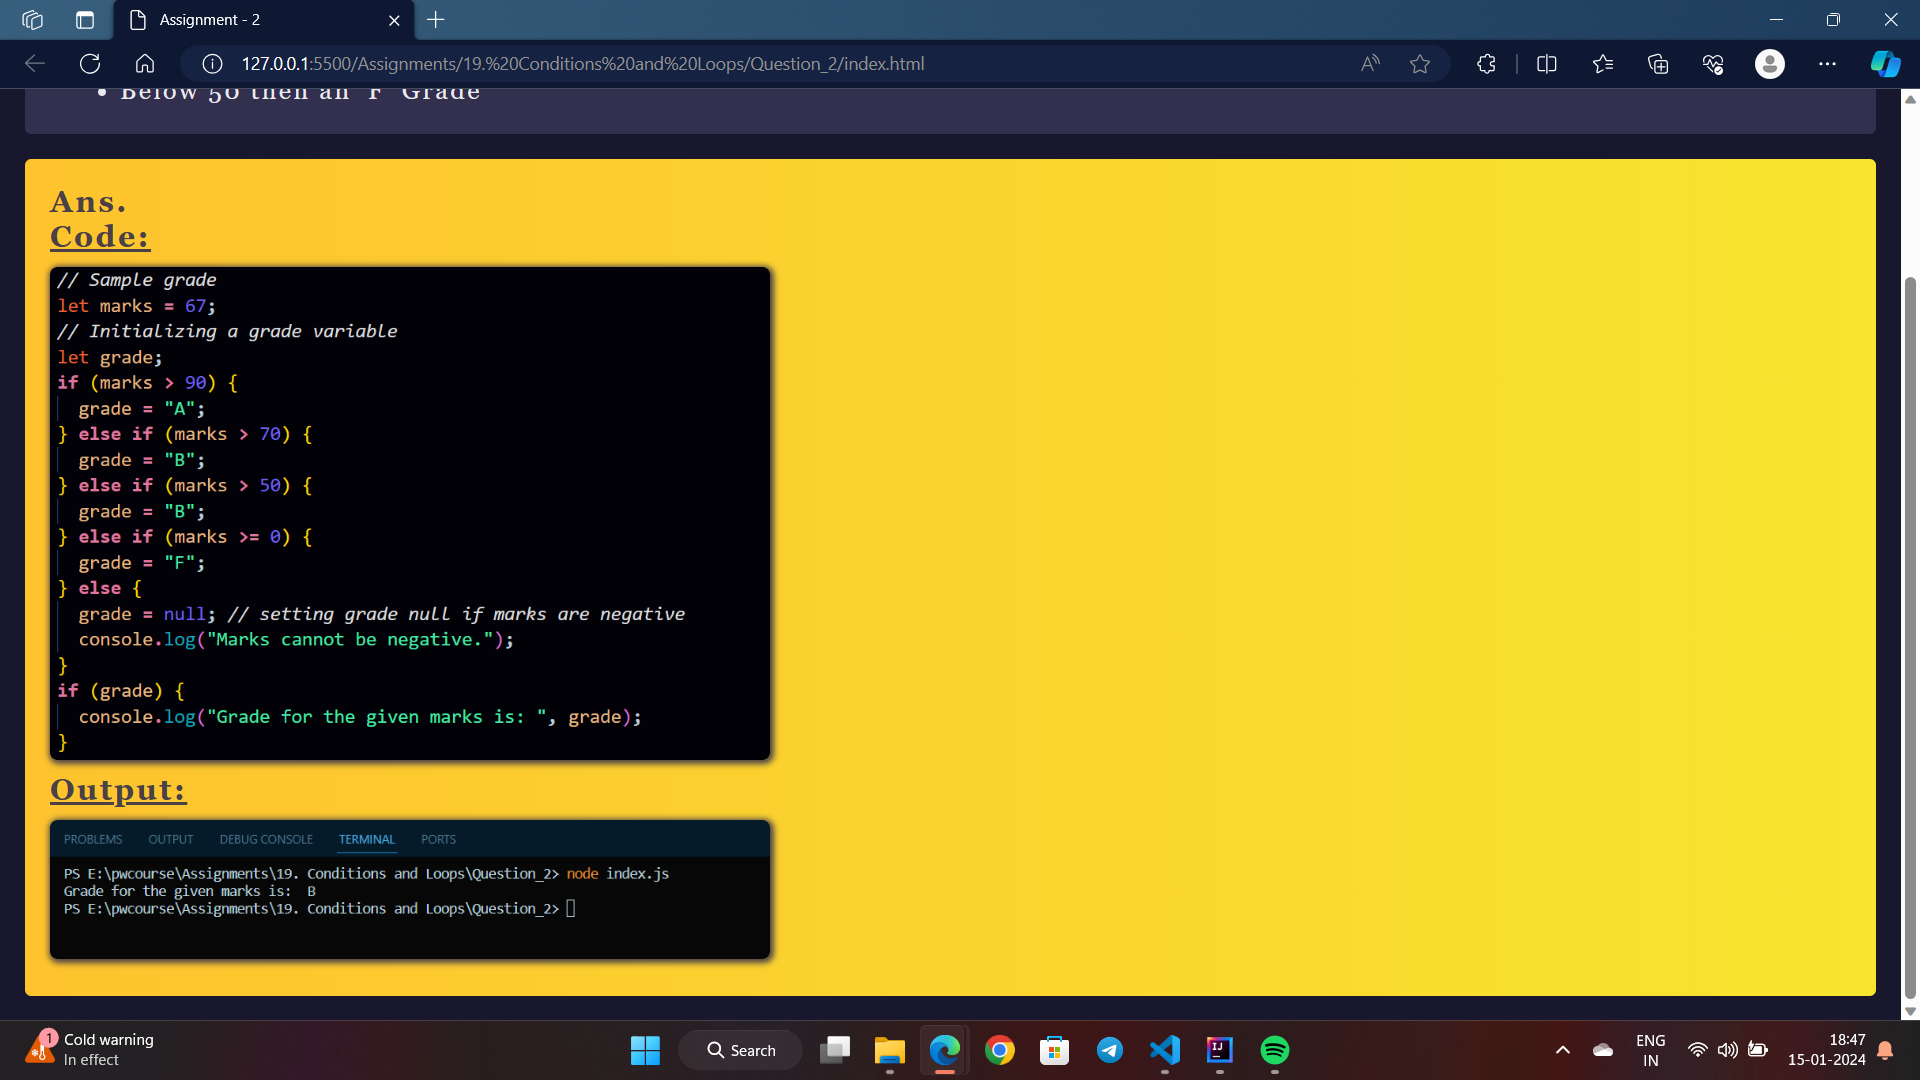 Assignment - 2
127.0.0.1:5500/Assignments/19.%20Conditions%20and%20Loops/Question_2/index.html
• Below 50 then an "F" Grade
Ans.
Code:
// Sample grade
let marks = 67;
// Initializing a grade variable
let grade;
if (marks > 90) {
  grade = "A";
} else if (marks > 70) {
  grade = "B";
} else if (marks > 50) {
  grade = "B";
} else if (marks >= 0) {
  grade = "F";
} else {
  grade = null; // setting grade null if marks are negative
  console.log("Marks cannot be negative.");
}
if (grade) {
  console.log("Grade for the given marks is: ", grade);
}
Output:
PROBLEMS OUTPUT DEBUG CONSOLE TERMINAL PORTS
PS E:\pwcourse\Assignments\19. Conditions and Loops\Question_2> node index.js
Grade for the given marks is:  B
PS E:\pwcourse\Assignments\19. Conditions and Loops\Question_2>
1
Cold warning
In effect
Search
IJ
ENG
IN
18:47
15-01-2024